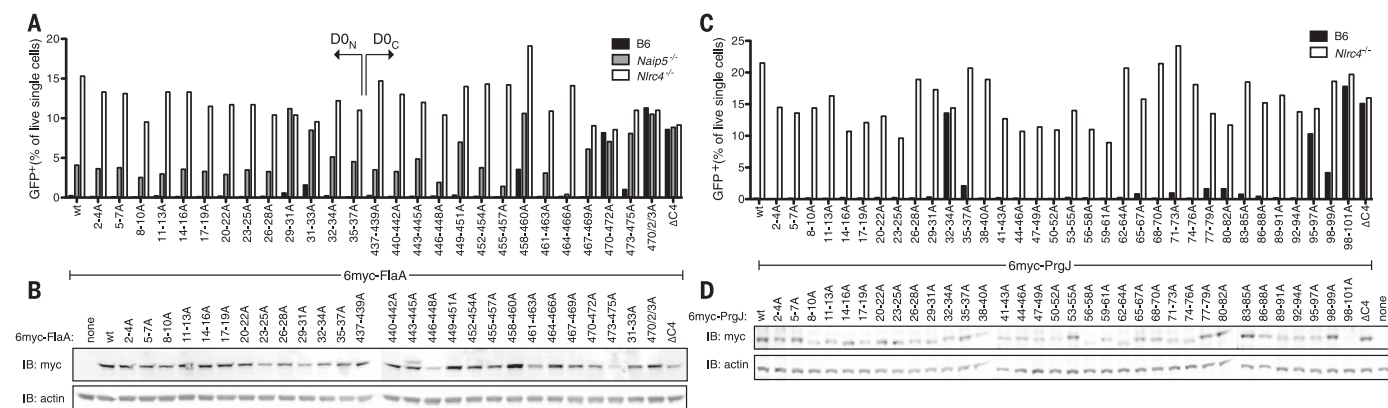 A
GFP+(% of live single cells)
20
15
10
5
0
D0N D0C
B6
Naip5-/-
Nlrc4-/-
wt
2-4A
5-7A
8-10A
11-13A
14-16A
17-19A
20-22A
23-25A
26-28A
29-31A
31-33A
32-34A
35-37A
437-439A
440-442A
443-445A
446-448A
449-451A
452-454A
455-457A
458-460A
461-463A
464-466A
467-469A
470-472A
473-475A
470/2/3A
ΔC4
6myc-FlaA
B
6myc-FlaA:
none
wt
2-4A
5-7A
8-10A
11-13A
14-16A
17-19A
20-22A
23-25A
26-28A
29-31A
32-34A
35-37A
437-439A
440-442A
443-445A
446-448A
449-451A
452-454A
455-457A
458-460A
461-463A
464-466A
467-469A
470-472A
473-475A
31-33A
470/2/3A
ΔC4
IB: myc
IB: actin
C
GFP+(% of live single cells)
25
20
15
10
5
0
B6
Nlrc4-/-
wt
2-4A
5-7A
8-10A
11-13A
14-16A
17-19A
20-22A
23-25A
26-28A
29-31A
32-34A
35-37A
38-40A
41-43A
44-46A
47-49A
50-52A
53-55A
56-58A
59-61A
62-64A
65-67A
68-70A
71-73A
74-76A
77-79A
80-82A
83-85A
86-88A
89-91A
92-94A
95-97A
98-99A
98-101A
ΔC4
6myc-PrgJ
D
6myc-PrgJ:
wt
2-4A
5-7A
8-10A
11-13A
14-16A
17-19A
20-22A
23-25A
26-28A
29-31A
32-34A
35-37A
38-40A
41-43A
44-46A
47-49A
50-52A
53-55A
56-58A
59-61A
62-64A
65-67A
68-70A
71-73A
74-76A
77-79A
80-82A
83-85A
86-88A
89-91A
92-94A
95-97A
98-99A
98-101A
ΔC4
none
IB: myc
IB: actin